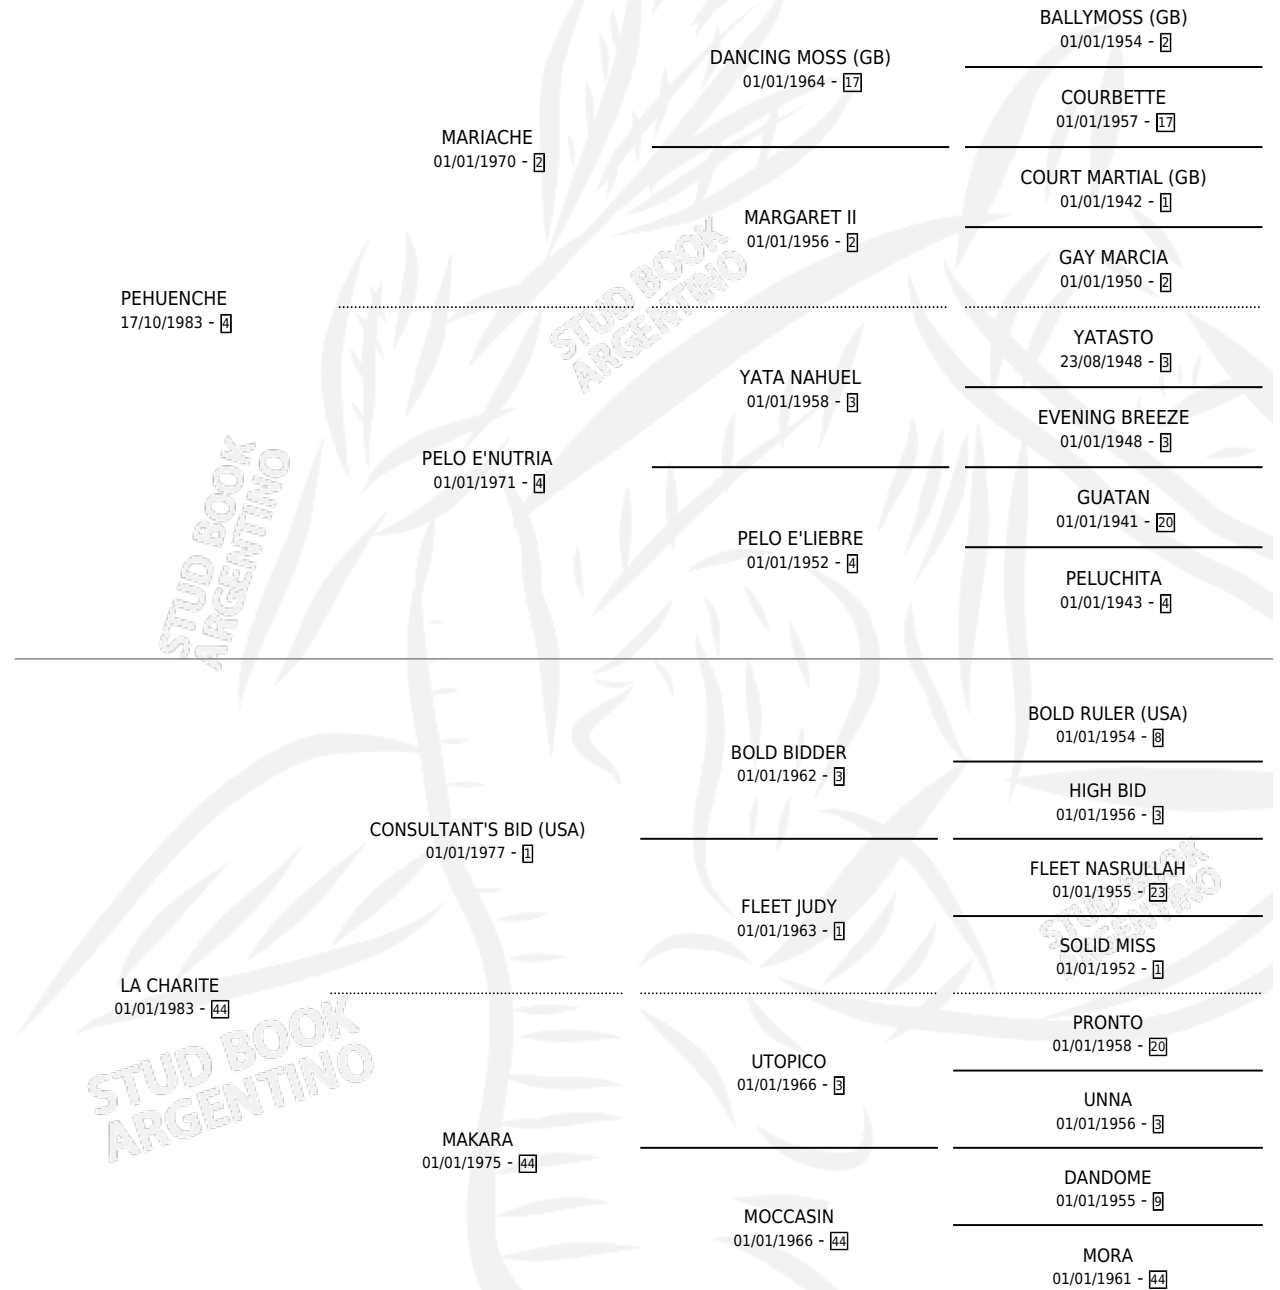 BALLYMOSS (GB)
01/01/1954 - 2
DANCING MOSS (GB)
01/01/1964 - 17
COURBETTE
01/01/1957 - 17
MARIACHE
01/01/1970 - 2
COURT MARTIAL (GB)
01/01/1942 - 1
MARGARET II
01/01/1956 - 2
GAY MARCIA
01/01/1950 - 2
PEHUENCHE
17/10/1983 - 4
YATASTO
23/08/1948 - 3
YATA NAHUEL
01/01/1958 - 3
EVENING BREEZE
01/01/1948 - 3
PELO E'NUTRIA
01/01/1971 - 4
GUATAN
01/01/1941 - 20
PELO E'LIEBRE
01/01/1952 - 4
PELUCHITA
01/01/1943 - 4
BOLD RULER (USA)
01/01/1954 - 8
BOLD BIDDER
01/01/1962 - 3
HIGH BID
01/01/1956 - 3
CONSULTANT'S BID (USA)
01/01/1977 - 1
FLEET NASRULLAH
01/01/1955 - 23
FLEET JUDY
01/01/1963 - 1
SOLID MISS
01/01/1952 - 1
LA CHARITE
01/01/1983 - 44
PRONTO
01/01/1958 - 20
UTOPICO
01/01/1966 - 3
UNNA
01/01/1956 - 3
MAKARA
01/01/1975 - 44
DANDOME
01/01/1955 - 9
MOCCASIN
01/01/1966 - 44
MORA
01/01/1961 - 44
STUD BOOK
ARGENTINO
STUD BOOK
ARGENTINO
STUD BOOK
ARGENTINO
STUD BOOK
ARGENTINO